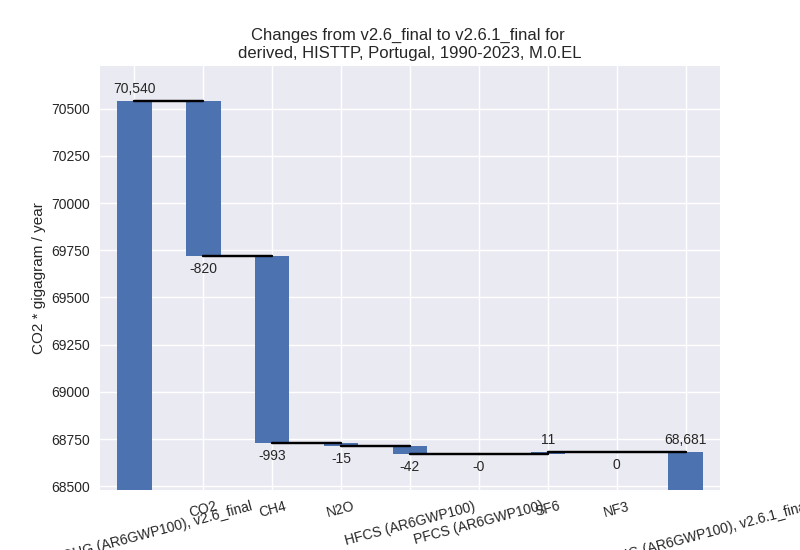 Changes from v2.6_final to v2.6.1_final for
derived, HISTTP, Portugal, 1990-2023, M.0.EL
CO2 * gigagram / year
70500
70250
70000
69750
69500
69250
69000
68750
68500
70,540
-820
-993
-15
-42
-0
11
0
68,681
(AR6GWP100), v2.6_final
CO2
CH4
N2O
HFCS (AR6GWP100)
PFCS (AR6GWP100)
SF6
NF3
(AR6GWP100), v2.6.1_fina